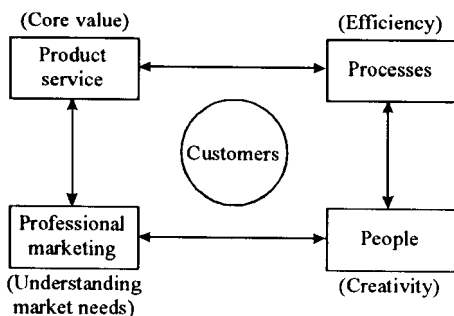 (Core value)
Product
service
(Efficiency)
Processes
Customers
Professional
marketing
(Understanding
market needs)
People
(Creativity)